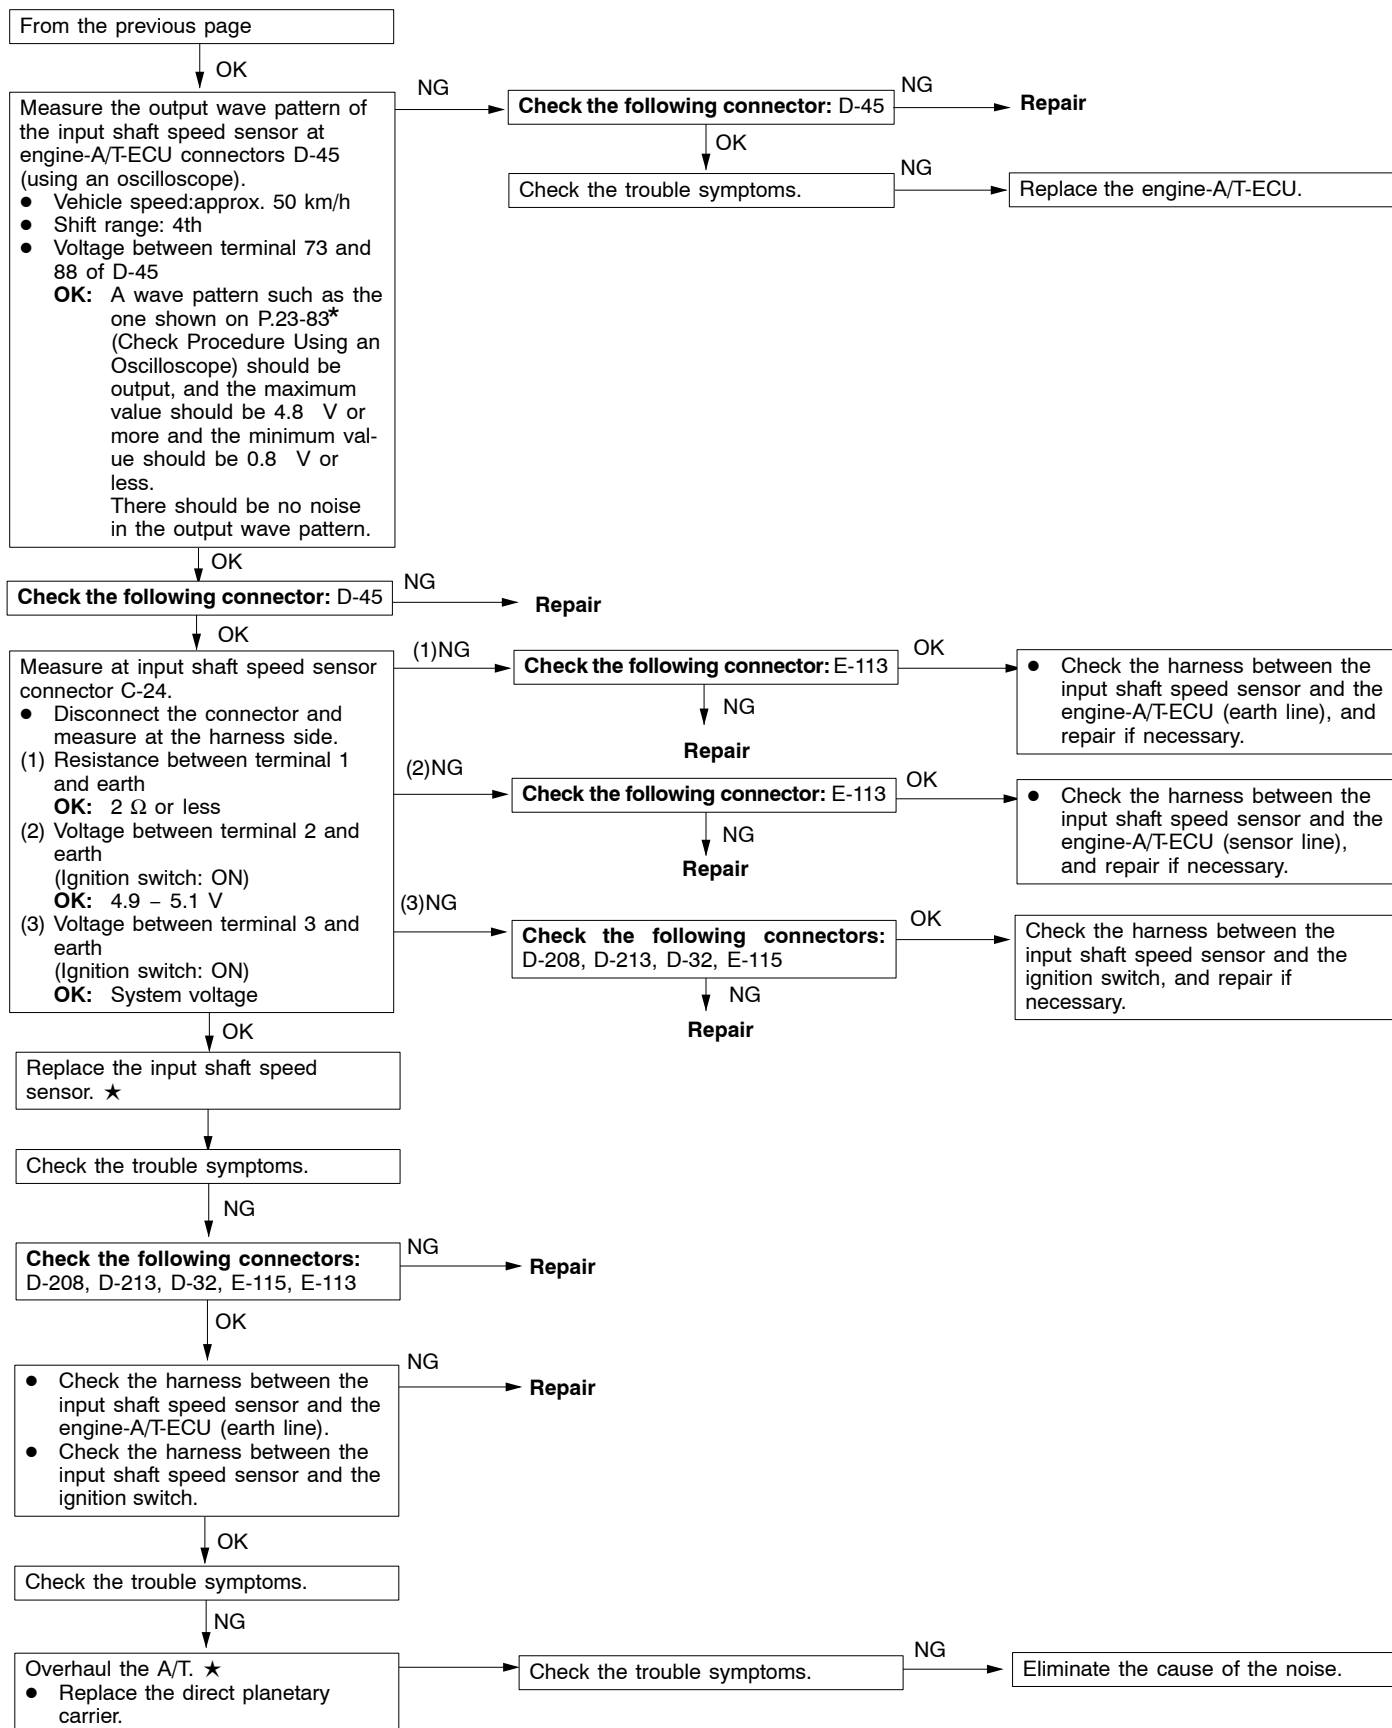 From the previous page
OK
Measure the output wave pattern of
the input shaft speed sensor at
engine-A/T-ECU connectors D-45
(using an oscilloscope).
● Vehicle speed:approx. 50 km/h
● Shift range: 4th
● Voltage between terminal 73 and
88 of D-45
OK: A wave pattern such as the
one shown on P.23-83*
(Check Procedure Using an
Oscilloscope) should be
output, and the maximum
value should be 4.8 V or
more and the minimum val-
ue should be 0.8 V or
less.
There should be no noise
in the output wave pattern.
NG
Check the following connector: D-45
NG
Repair
OK
Check the trouble symptoms.
NG
Replace the engine-A/T-ECU.
OK
Check the following connector: D-45
NG
Repair
OK
Measure at input shaft speed sensor
connector C-24.
● Disconnect the connector and
measure at the harness side.
(1) Resistance between terminal 1
and earth
OK: 2 Ω or less
(2) Voltage between terminal 2 and
earth
(Ignition switch: ON)
OK: 4.9 – 5.1 V
(3) Voltage between terminal 3 and
earth
(Ignition switch: ON)
OK: System voltage
(1)NG
Check the following connector: E-113
OK
● Check the harness between the
input shaft speed sensor and the
engine-A/T-ECU (earth line), and
repair if necessary.
NG
Repair
(2)NG
Check the following connector: E-113
OK
● Check the harness between the
input shaft speed sensor and the
engine-A/T-ECU (sensor line),
and repair if necessary.
NG
Repair
(3)NG
Check the following connectors:
D-208, D-213, D-32, E-115
OK
Check the harness between the
input shaft speed sensor and the
ignition switch, and repair if
necessary.
NG
Repair
OK
Replace the input shaft speed
sensor. ★
Check the trouble symptoms.
NG
Check the following connectors:
D-208, D-213, D-32, E-115, E-113
NG
Repair
OK
● Check the harness between the
input shaft speed sensor and the
engine-A/T-ECU (earth line).
● Check the harness between the
input shaft speed sensor and the
ignition switch.
NG
Repair
OK
Check the trouble symptoms.
NG
Overhaul the A/T. ★
● Replace the direct planetary
carrier.
Check the trouble symptoms.
NG
Eliminate the cause of the noise.